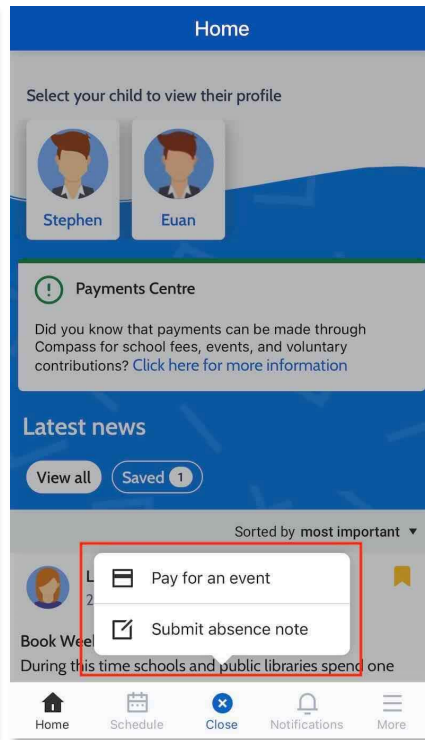 Home
Select your child to view their profile
Stephen
Euan
Payments Centre
Did you know that payments can be made through
Compass for school fees, events, and voluntary
contributions? Click here for more information
Latest news
View all
Saved 1
Sorted by most important
L
2
Pay for an event
Submit absence note
Book Wee
During this time schools and public libraries spend one
Home
Schedule
Close
Notifications
More